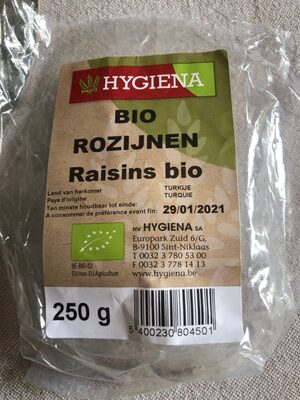 HYGIENA
BIO
ROZIJNEN
Raisins bio
Land van herkomst TURKIJE
Pays d'origine TURQUIE
Ten minste houdbaar tot einde:
A consommer de préférence avant fin: 29/01/2021
NV HYGIENA SA
Europark Zuid 6/G,
B-9100 Sint-Niklaas
T 0032 3 780 53 00
F 0032 3 778 14 13
www.hygiena.be
BE-BIO-02
EU/non-EU Agriculture
250 g
5 400230 804501